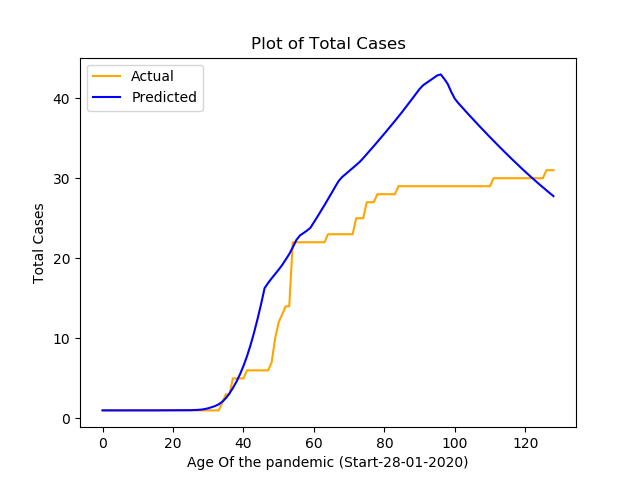 Plot of Total Cases
Actual
Predicted
40
30
20
10
0
Total Cases
0 20 40 60 80 100 120
Age Of the pandemic (Start-28-01-2020)